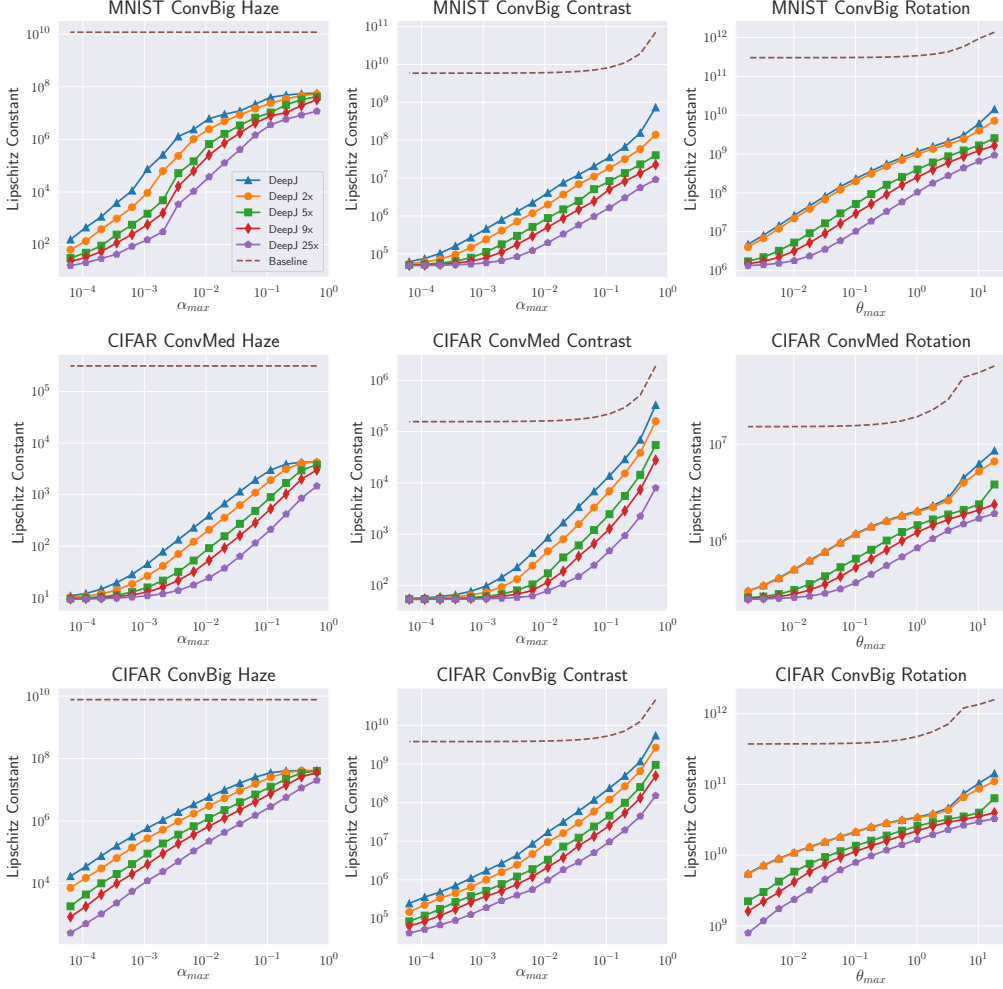 MNIST ConvBig Haze
MNIST ConvBig Contrast
MNIST ConvBig Rotation
Lipschitz Constant
10^10
10^8
10^6
10^4
10^2
10^-4
10^-3
10^-2
10^-1
10^0
α_max
DeepJ
DeepJ 2x
DeepJ 5x
DeepJ 9x
DeepJ 25x
Baseline
Lipschitz Constant
10^11
10^10
10^9
10^8
10^7
10^6
10^5
10^-4
10^-3
10^-2
10^-1
10^0
α_max
Lipschitz Constant
10^12
10^11
10^10
10^9
10^8
10^7
10^6
10^-2
10^-1
10^0
10^1
θ_max
CIFAR ConvMed Haze
CIFAR ConvMed Contrast
CIFAR ConvMed Rotation
Lipschitz Constant
10^5
10^4
10^3
10^2
10^1
10^-4
10^-3
10^-2
10^-1
10^0
α_max
Lipschitz Constant
10^6
10^5
10^4
10^3
10^2
10^-4
10^-3
10^-2
10^-1
10^0
α_max
Lipschitz Constant
10^7
10^6
10^-2
10^-1
10^0
10^1
θ_max
CIFAR ConvBig Haze
CIFAR ConvBig Contrast
CIFAR ConvBig Rotation
Lipschitz Constant
10^10
10^8
10^6
10^4
10^-4
10^-3
10^-2
10^-1
10^0
α_max
Lipschitz Constant
10^10
10^9
10^8
10^7
10^6
10^5
10^-4
10^-3
10^-2
10^-1
10^0
α_max
Lipschitz Constant
10^12
10^11
10^10
10^9
10^-2
10^-1
10^0
10^1
θ_max